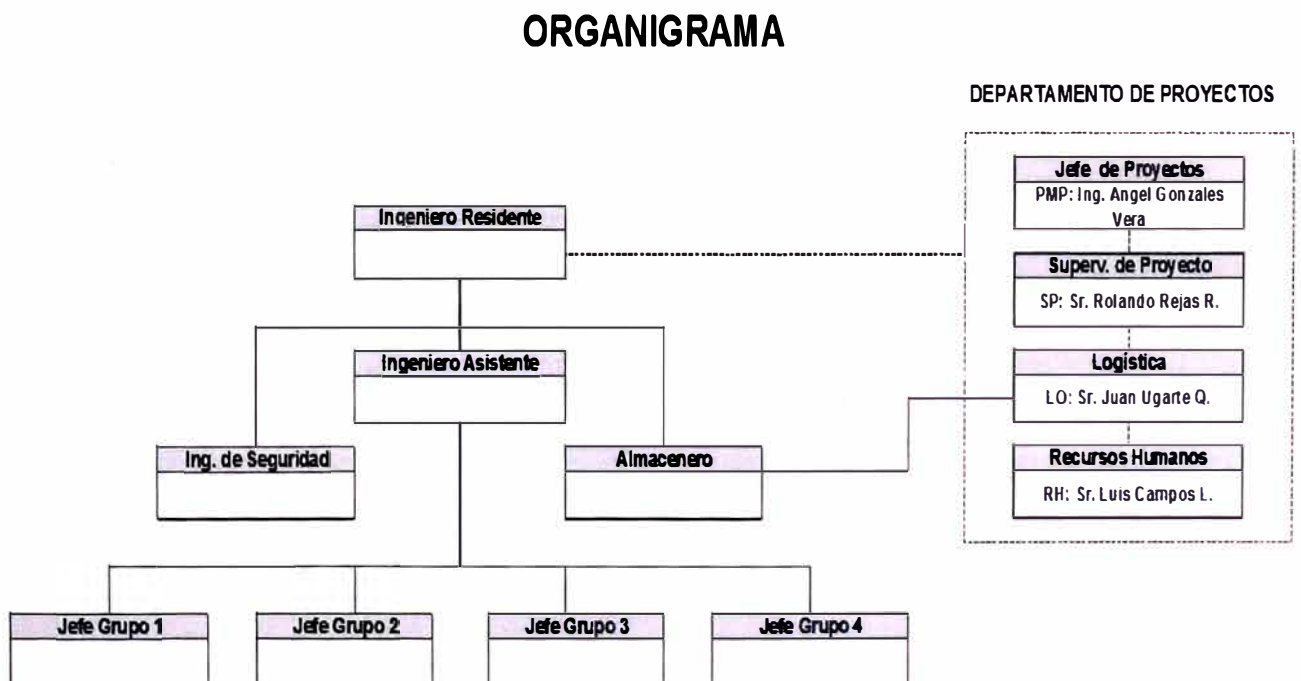 ORGANIGRAMA
DEPARTAMENTO DE PROYECTOS
Jefe de Proyectos
PMP: Ing. Angel Gonzales
Vera
Ingeniero Residente
Superv. de Proyecto
SP: Sr. Rolando Rejas R.
Ingeniero Asistente
Logística
LO: Sr. Juan Ugarte Q.
Ing. de Seguridad
Almacenero
Recursos Humanos
RH: Sr. Luis Campos L.
Jefe Grupo 1
Jefe Grupo 2
Jefe Grupo 3
Jefe Grupo 4